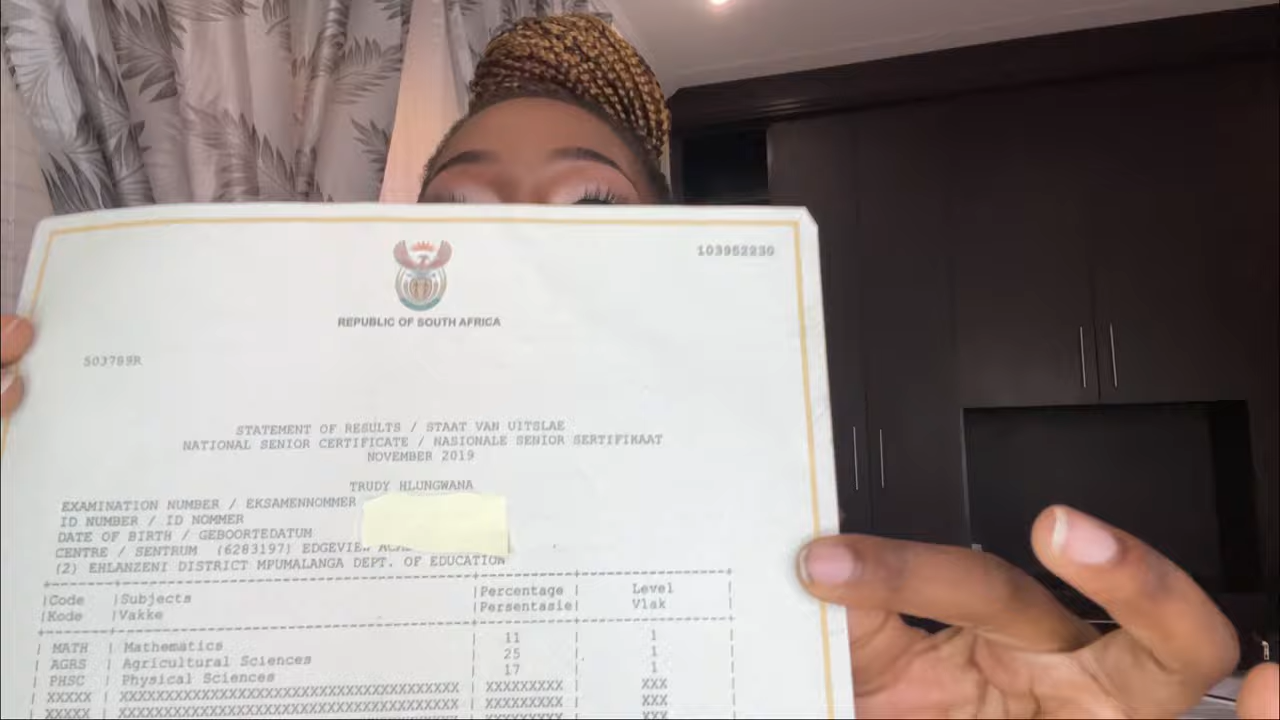 103952230
REPUBLIC OF SOUTH AFRICA
503789R
STATEMENT OF RESULTS / STAAT VAN UITSLAE
NATIONAL SENIOR CERTIFICATE / NASIONALE SENIOR SERTIFIKAAT
NOVEMBER 2019
TRUDY HLUNGWANA
EXAMINATION NUMBER / EKSAMENNOMMER
ID NUMBER / ID NOMMER
DATE OF BIRTH / GEBOORTEDATUM
CENTRE / SENTRUM (6283197) EDGEVIEW
(2) EHLANZENI DISTRICT MPUMALANGA DEPT. OF EDUCATION
|Code |Subjects |Percentage | Level
|Kode |Vakke |Persentasie| Vlak
| MATH | Mathematics 11 1
| AGRS | Agricultural Sciences 25 1
| PHSC | Physical Sciences 17 1
XXXXX | XXXXXXXXXXXXXXXXXXXXXXXXXXXXXXXXXXX | XXXXXXXXX | XXX
XXXXX | XXXXXXXXXXXXXXXXXXXXXXXXXXXXXXXXXXX | XXXXXXXXX | XXX